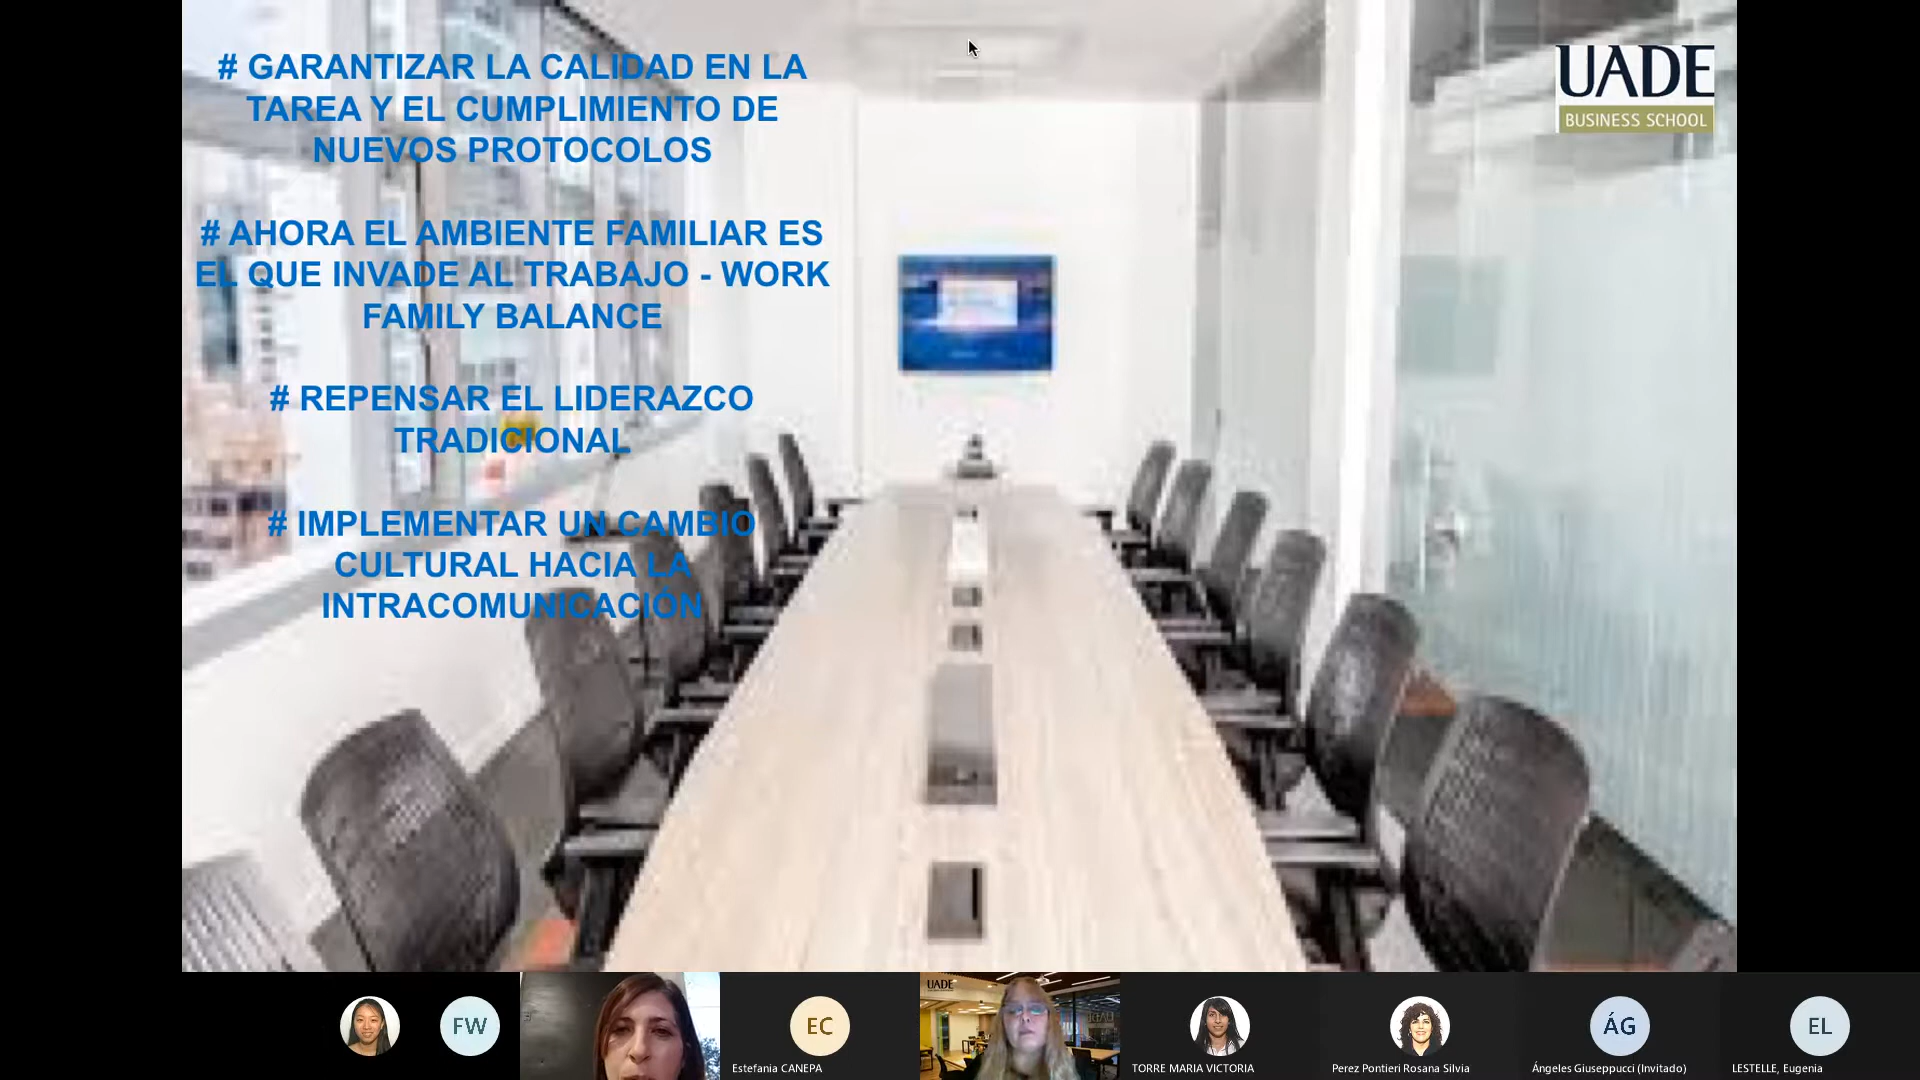 # GARANTIZAR LA CALIDAD EN LA
TAREA Y EL CUMPLIMIENTO DE
NUEVOS PROTOCOLOS
# AHORA EL AMBIENTE FAMILIAR ES
EL QUE INVADE AL TRABAJO - WORK
FAMILY BALANCE
# REPENSAR EL LIDERAZCO
TRADICIONAL
# IMPLEMENTAR UN CAMBIO
CULTURAL HACIA LA
INTRACOMUNICACIÓN
UADE
BUSINESS SCHOOL
FW
EC
Estefania CANEPA
UADE
TORRE MARIA VICTORIA
Perez Pontieri Rosana Silvia
ÁG
Ángeles Giuseppucci (Invitado)
EL
LESTELLE, Eugenia